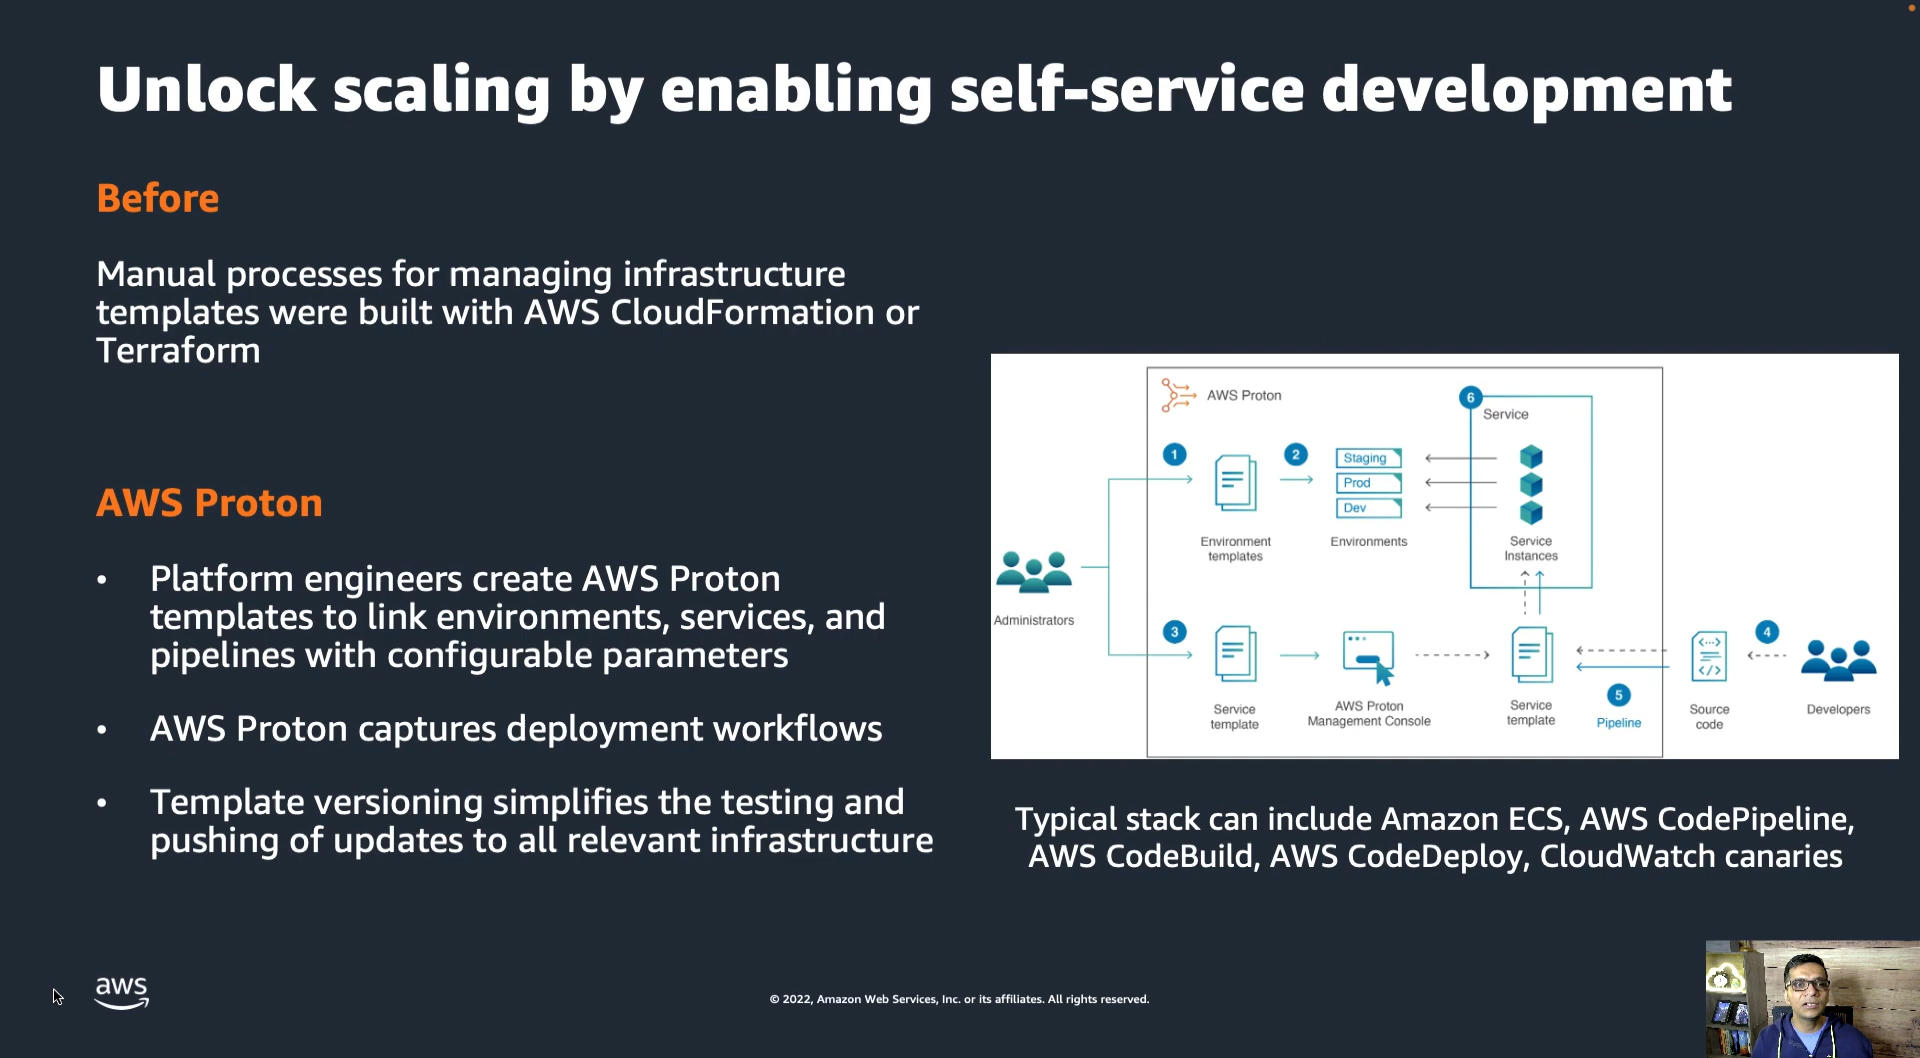 Unlock scaling by enabling self-service development
Before
Manual processes for managing infrastructure
templates were built with AWS CloudFormation or
Terraform
AWS Proton
• Platform engineers create AWS Proton
templates to link environments, services, and
pipelines with configurable parameters
• AWS Proton captures deployment workflows
• Template versioning simplifies the testing and
pushing of updates to all relevant infrastructure
AWS Proton
6
Service
1
2
Staging
Prod
Dev
Environment
templates
Environments
Service
Instances
Administrators
3
4
5
Service
template
AWS Proton
Management Console
Service
template
Pipeline
Source
code
Developers
Typical stack can include Amazon ECS, AWS CodePipeline,
AWS CodeBuild, AWS CodeDeploy, CloudWatch canaries
aws
© 2022, Amazon Web Services, Inc. or its affiliates. All rights reserved.